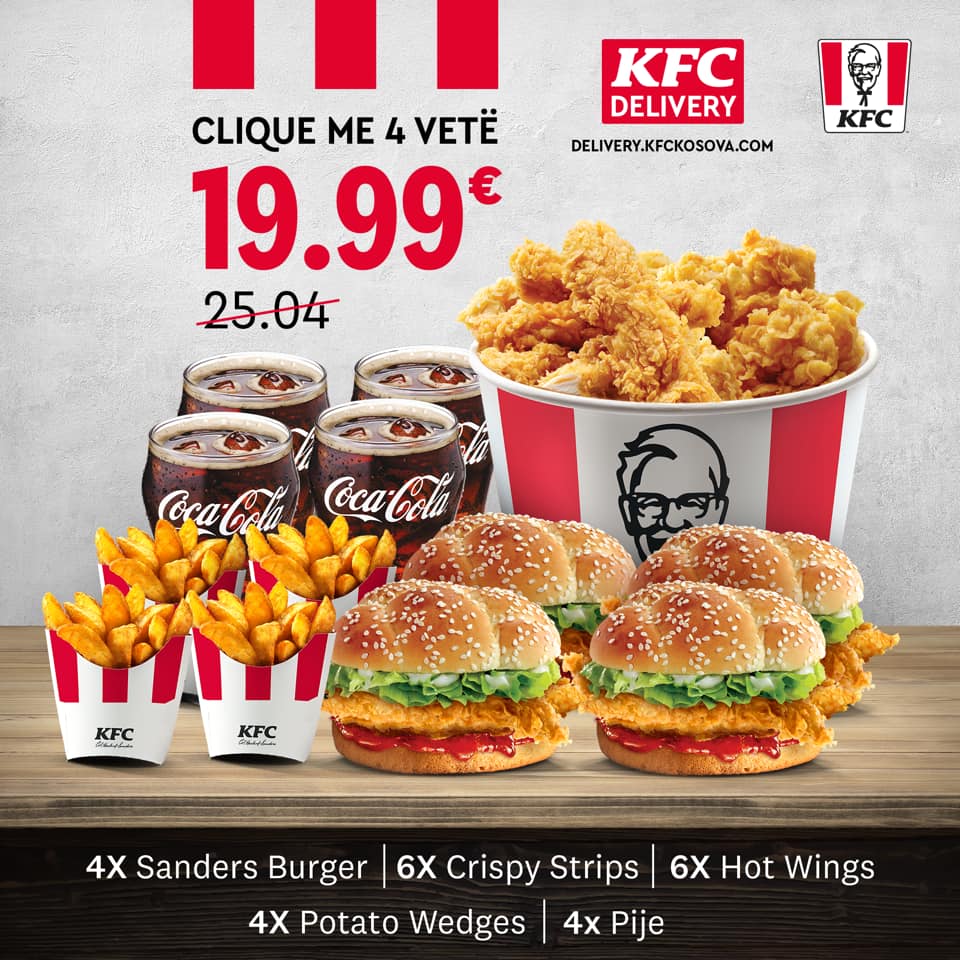 CLIQUE ME 4 VETË
19.99€
25.04
KFC
DELIVERY
DELIVERY.KFCKOSOVA.COM
KFC
Coca-Cola
Coca-Cola
KFC
KFC
4X Sanders Burger | 6X Crispy Strips | 6X Hot Wings
4X Potato Wedges | 4x Pije